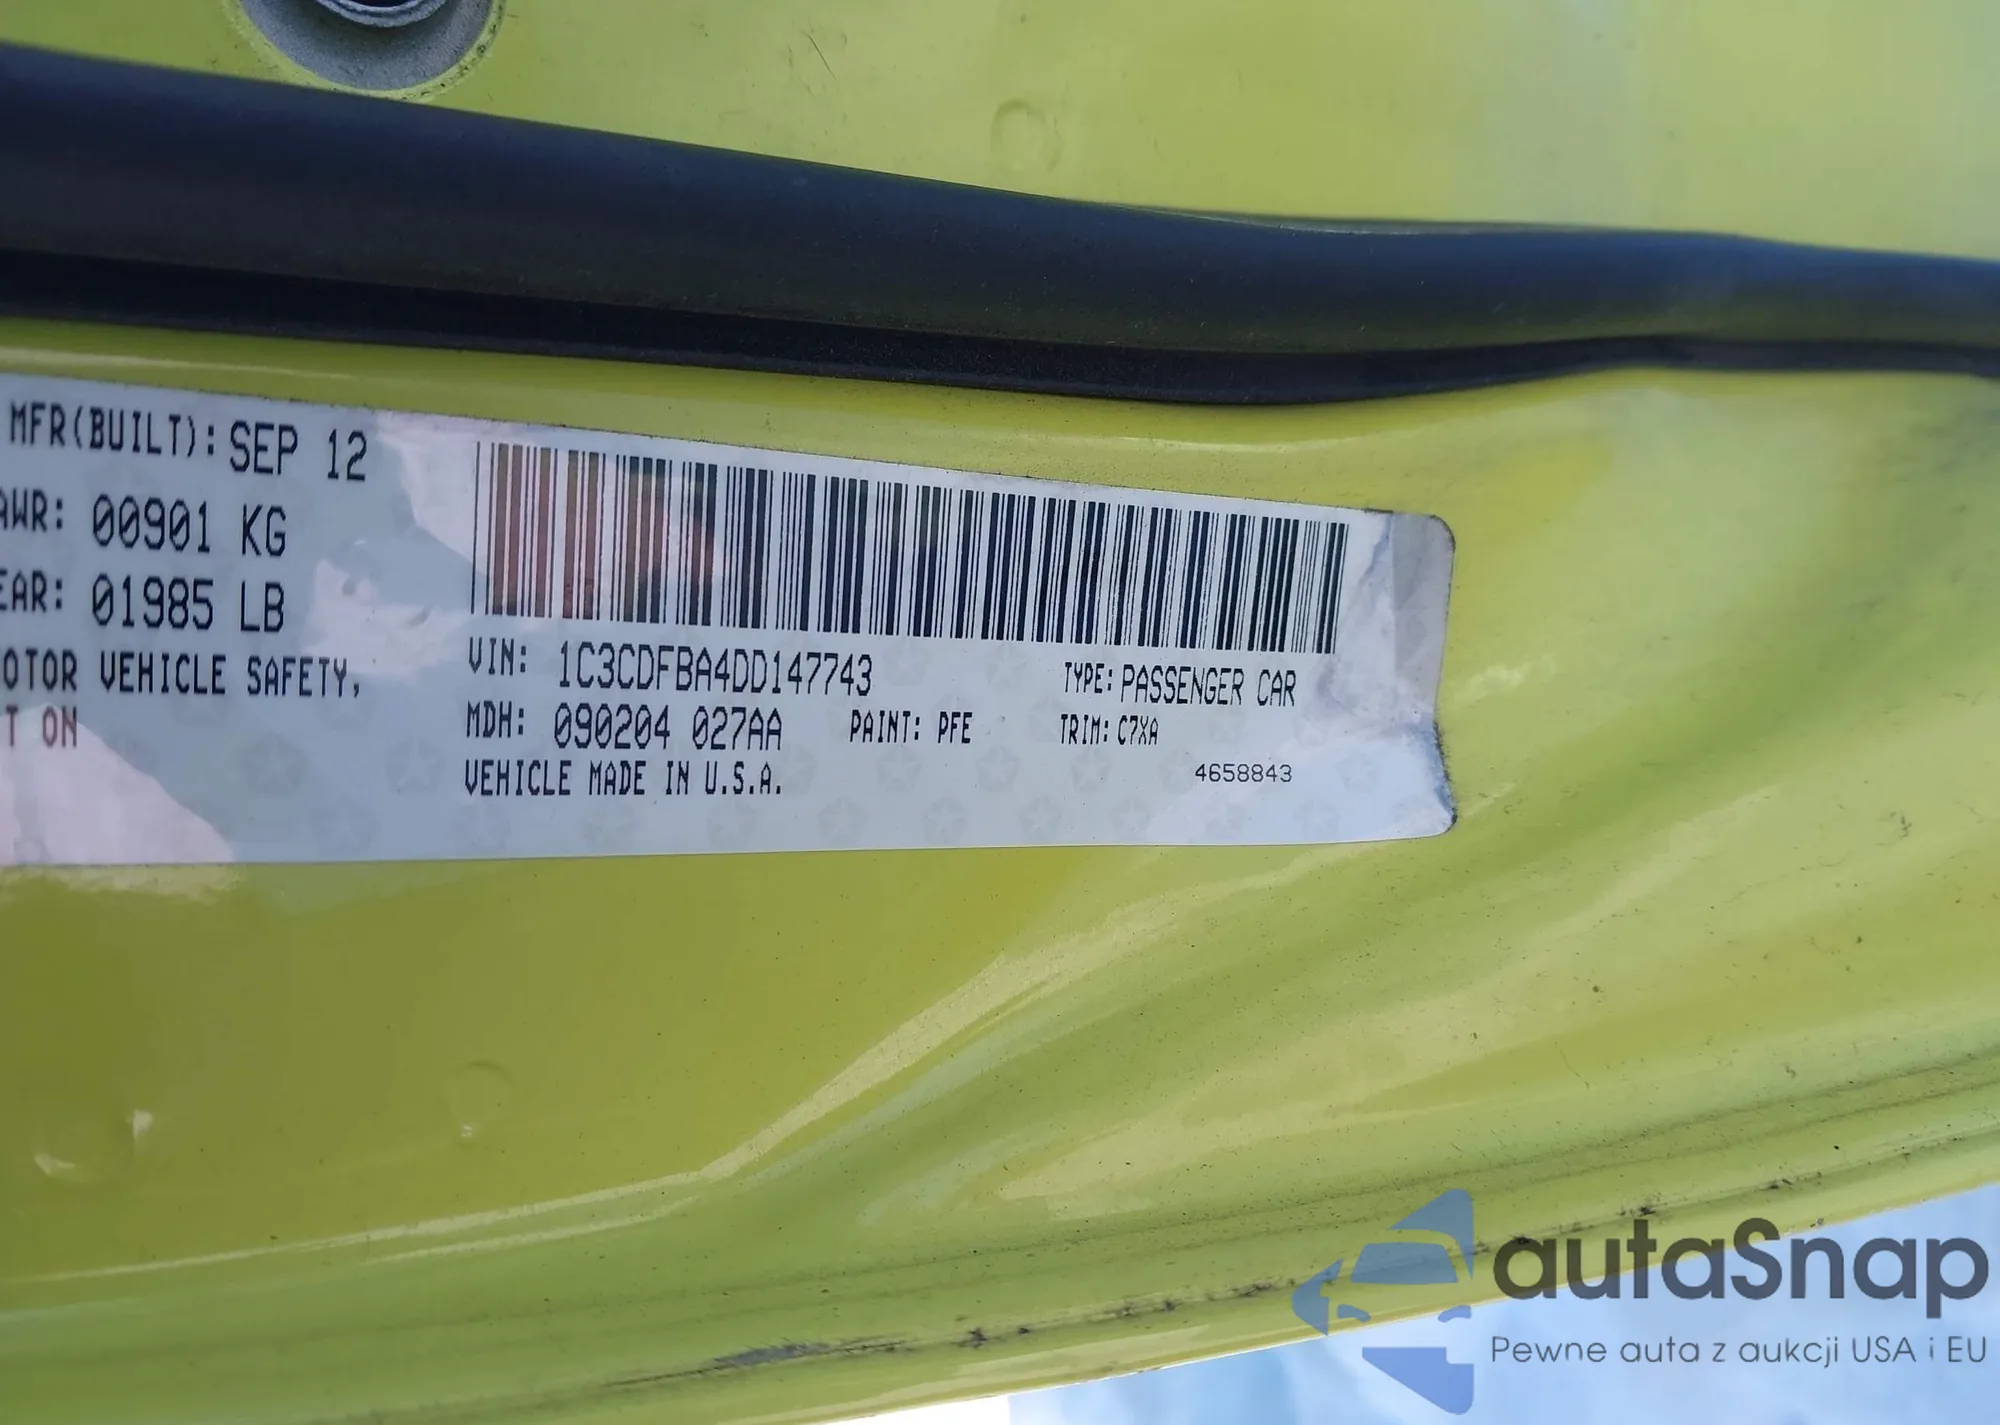 MFR(BUILT): SEP 12
AWR: 00901 KG
EAR: 01985 LB
OTOR VEHICLE SAFETY,
T ON
VIN: 1C3CDFBA4DD147743
TYPE: PASSENGER CAR
MDH: 090204 027AA
PAINT: PFE
TRIM: C7XA
VEHICLE MADE IN U.S.A.
4658843
autaSnap
Pewne auta z aukcji USA i EU